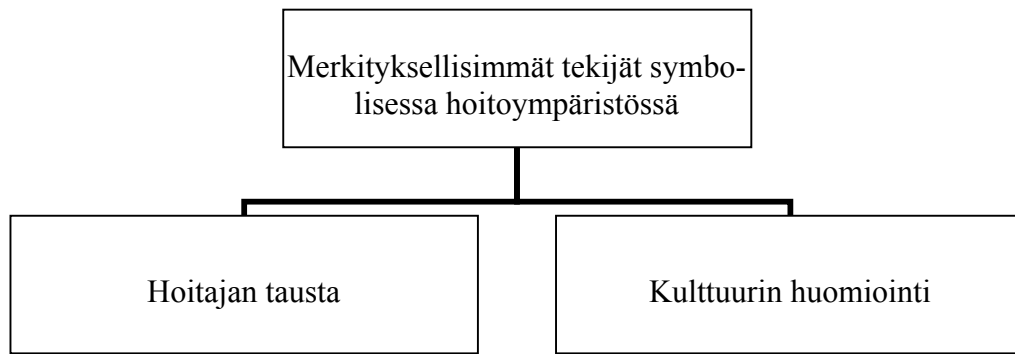 Merkityksellisimmät tekijät symbo-
lisessa hoitoympäristössä
Hoitajan tausta
Kulttuurin huomiointi